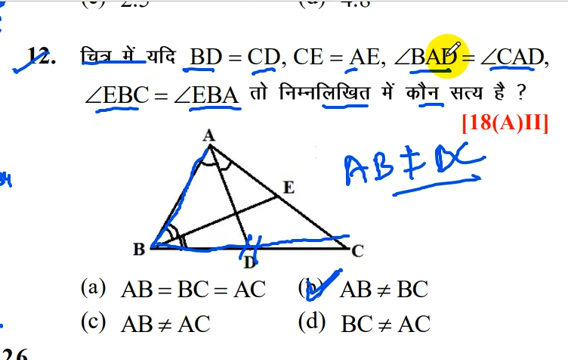 12. चित्र में यदि BD = CD, CE = AE, ∠BAD = ∠CAD,
∠EBC = ∠EBA तो निम्नलिखित में कौन सत्य है ?
[18(A)II]
AB ≠ BC
A
E
B
D
C
(a) AB = BC = AC (b) AB ≠ BC
(c) AB ≠ AC (d) BC ≠ AC